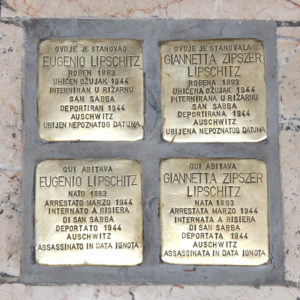 OVDJE JE STANOVAO
EUGENIO LIPSCHITZ
ROĐEN 1893
UHIĆEN OŽUJAK 1944
INTERNIRAN U RIŽARNU
SAN SABBA
DEPORTIRAN 1944
AUSCHWITZ
UBIJEN NEPOZNATOG DATUMA
OVDJE JE STANOVALA
GIANNETTA ZIPSZER
LIPSCHITZ
ROĐENA 1893
UHIĆENA OŽUJAK 1944
INTERNIRANA U RIŽARNU
SAN SABBA
DEPORTIRANA 1944
AUSCHWITZ
UBIJENA NEPOZNATOG DATUMA
QUI ABITAVA
EUGENIO LIPSCHITZ
NATO 1893
ARRESTATO MARZO 1944
INTERNATO A RISIERA
DI SAN SABBA
DEPORTATO 1944
AUSCHWITZ
ASSASSINATO IN DATA IGNOTA
QUI ABITAVA
GIANNETTA ZIPSZER
LIPSCHITZ
NATA 1893
ARRESTATA MARZO 1944
INTERNATA A RISIERA
DI SAN SABBA
DEPORTATA 1944
AUSCHWITZ
ASSASSINATA IN DATA IGNOTA